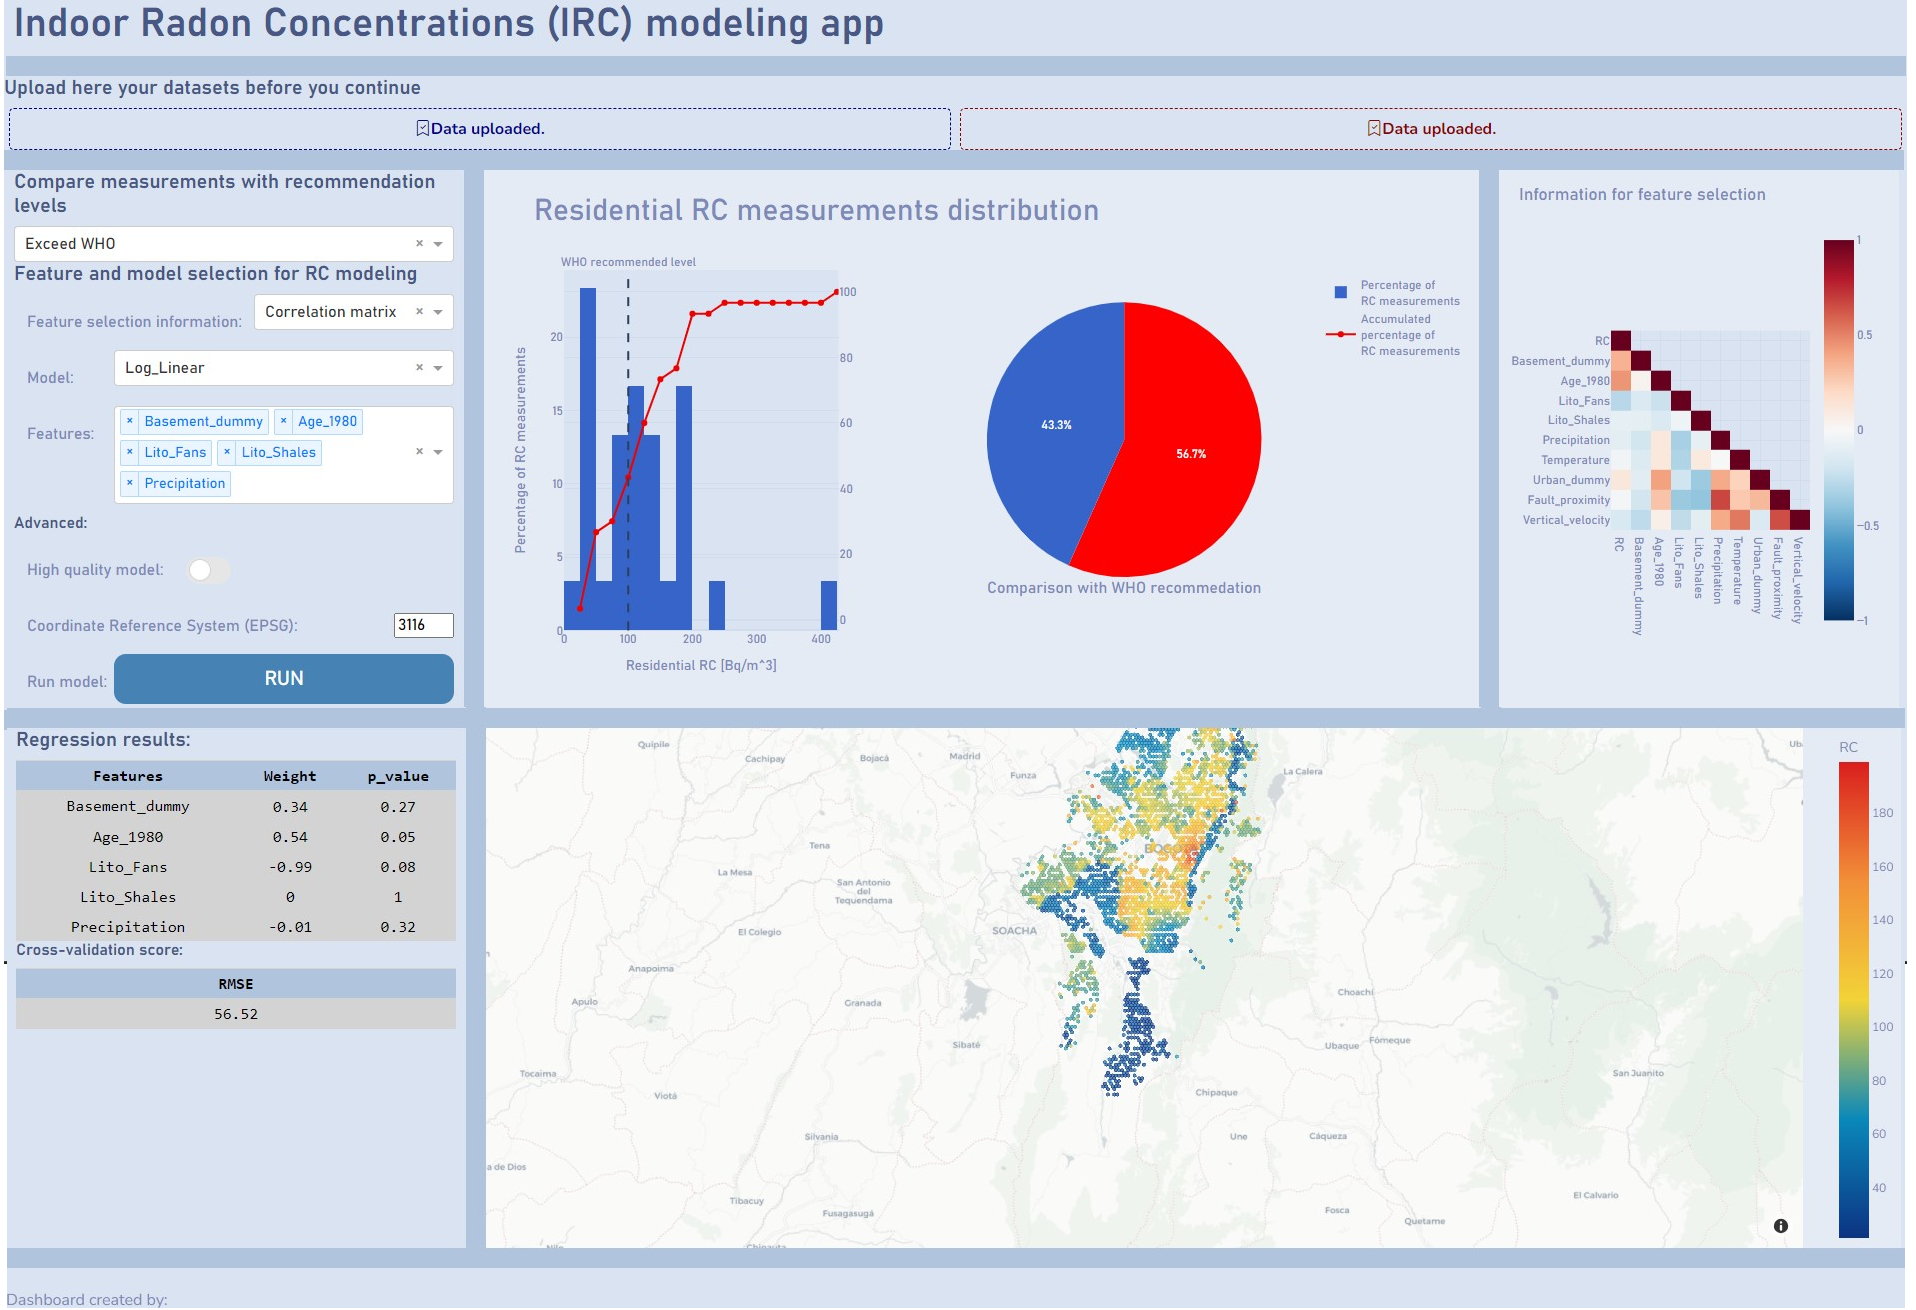 Indoor Radon Concentrations (IRC) modeling app
Upload here your datasets before you continue
Data uploaded.
Data uploaded.
Compare measurements with recommendation
levels
Exceed WHO
Feature and model selection for RC modeling
Feature selection information:
Correlation matrix
Model:
Log_Linear
Features:
× Basement_dummy × Age_1980
× Lito_Fans × Lito_Shales
× Precipitation
Advanced:
High quality model:
Coordinate Reference System (EPSG):
3116
Run model:
RUN
Residential RC measurements distribution
WHO recommended level
Percentage of RC measurements
20
15
10
5
0
0 100 200 300 400
100
80
60
40
20
0
Residential RC [Bq/m^3]
43.3%
56.7%
Comparison with WHO recommedation
Percentage of
RC measurements
Accumulated
percentage of
RC measurements
Information for feature selection
RC
Basement_dummy
Age_1980
Lito_Fans
Lito_Shales
Precipitation
Temperature
Urban_dummy
Fault_proximity
Vertical_velocity
RC
Basement_dummy
Age_1980
Lito_Fans
Lito_Shales
Precipitation
Temperature
Urban_dummy
Fault_proximity
Vertical_velocity
1
0.5
0
−0.5
−1
Regression results:
Features Weight p_value
Basement_dummy 0.34 0.27
Age_1980 0.54 0.05
Lito_Fans -0.99 0.08
Lito_Shales 0 1
Precipitation -0.01 0.32
Cross-validation score:
RMSE
56.52
Quipile
Cachipay
Bojacá
Madrid
Funza
La Calera
Tena
La Mesa
San Antonio
del
Tequendama
El Colegio
SOACHA
Anapoima
Apulo
Granada
Choachí
Sibaté
Ubaque
Fómeque
Tocaima
San Juanito
Viotá
Chipaque
Silvania
Une
Cáqueza
a de Dios
Tibacuy
El Calvario
Fusagasugá
Fosca
Quetame
RC
180
160
140
120
100
80
60
40
Dashboard created by: